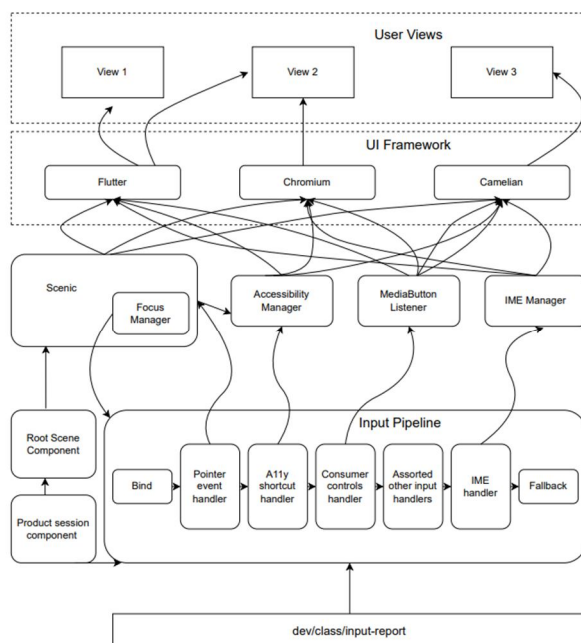 User Views
View 1
View 2
View 3
UI Framework
Flutter
Chromium
Camelian
Scenic
Focus
Manager
Accessibility
Manager
MediaButton
Listener
IME Manager
Input Pipeline
Root Scene
Component
Bind
Pointer
event
handler
A11y
shortcut
handler
Consumer
controls
handler
Assorted
other input
handlers
IME
handler
Fallback
Product session
component
dev/class/input-report